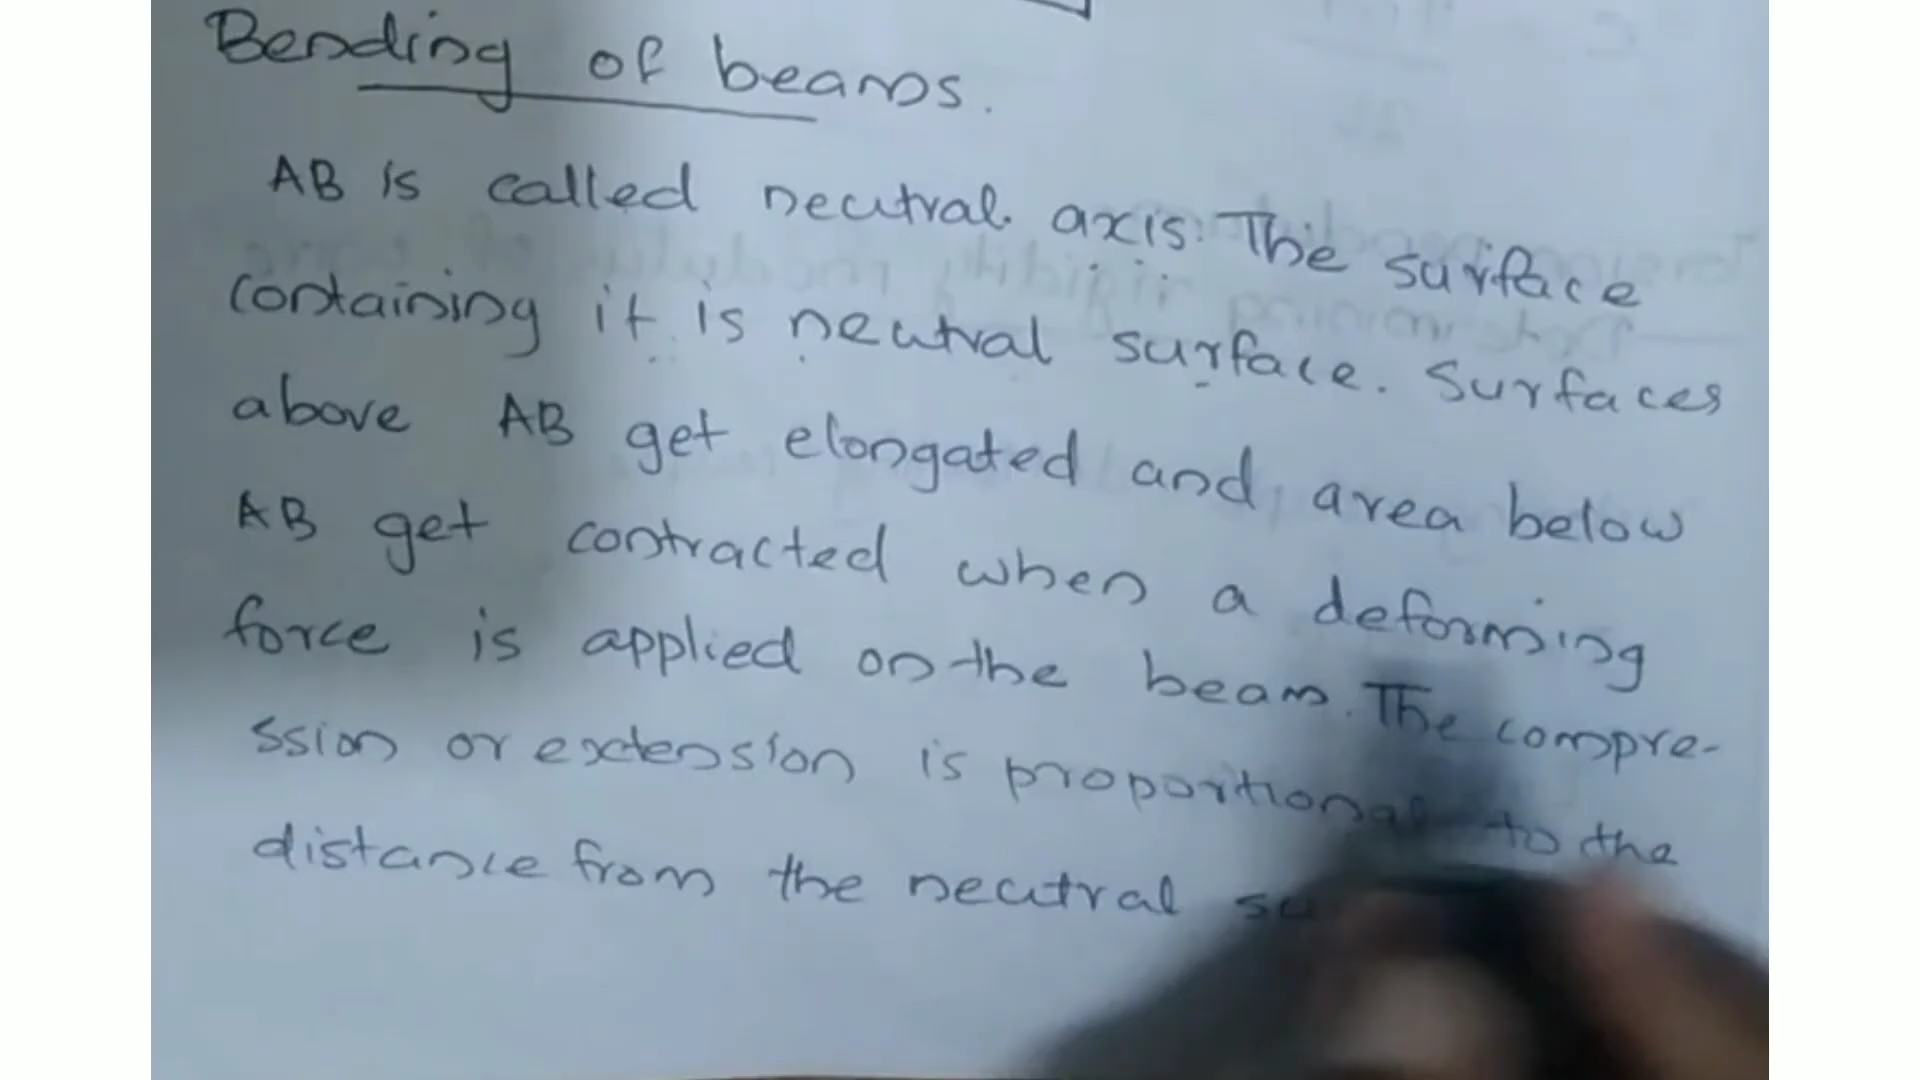 Bending of beams.
AB is called neutral axis. The surface
containing it is neutral surface. Surfaces
above AB get elongated and area below
AB get contracted when a deforming
force is applied on the beam. The compre-
ssion or extension is proportional to the
distance from the neutral